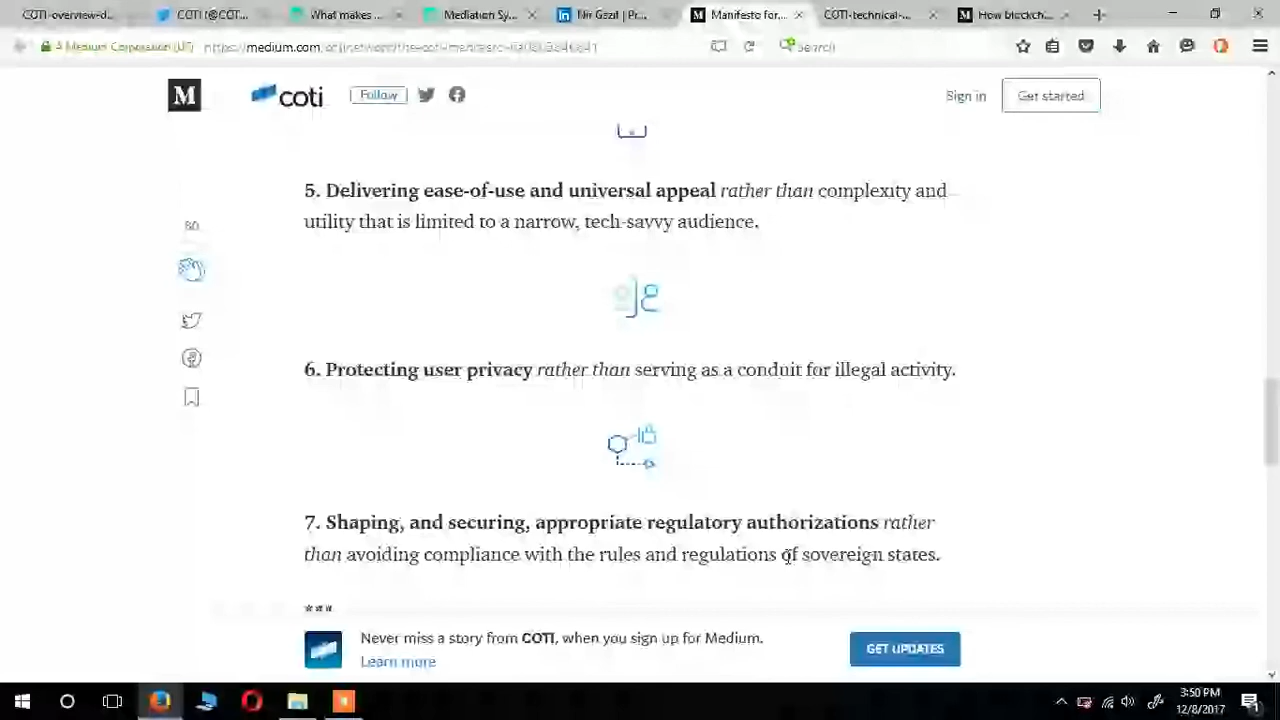 COTI-overview-d...
COTI (@COTI...
What makes
Mediation Sy...
Manifesto for...
COTI-technical-...
How blockch...
medium.com
Search
M
coti
Follow
Sign in
Get started
5. Delivering ease-of-use and universal appeal rather than complexity and
utility that is limited to a narrow, tech-savvy audience.
80
6. Protecting user privacy rather than serving as a conduit for illegal activity.
7. Shaping, and securing, appropriate regulatory authorizations rather
than avoiding compliance with the rules and regulations of sovereign states.
***
Never miss a story from COTI, when you sign up for Medium.
Learn more
GET UPDATES
3:50 PM
12/8/2017